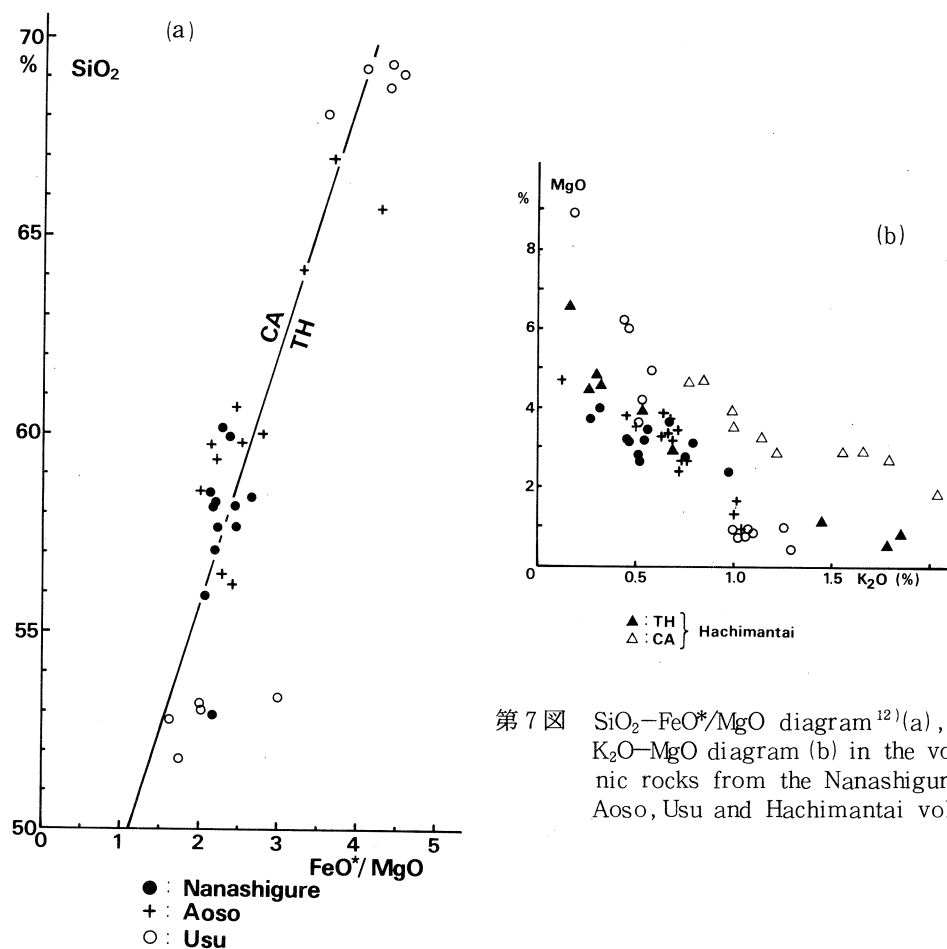 (a)
70
%
SiO₂
65
CA
TH
60
55
50
0 1 2 3 4 5
FeO*/MgO
● : Nanashigure
+ : Aoso
○ : Usu
MgO
%
(b)
8
6
4
2
0 0.5 1.0 1.5 K₂O (%)
▲ : TH
△ : CA
} Hachimantai
第7図 SiO₂–FeO*/MgO diagram¹²⁾(a),
K₂O–MgO diagram (b) in the vo
nic rocks from the Nanashigur
Aoso, Usu and Hachimantai vol